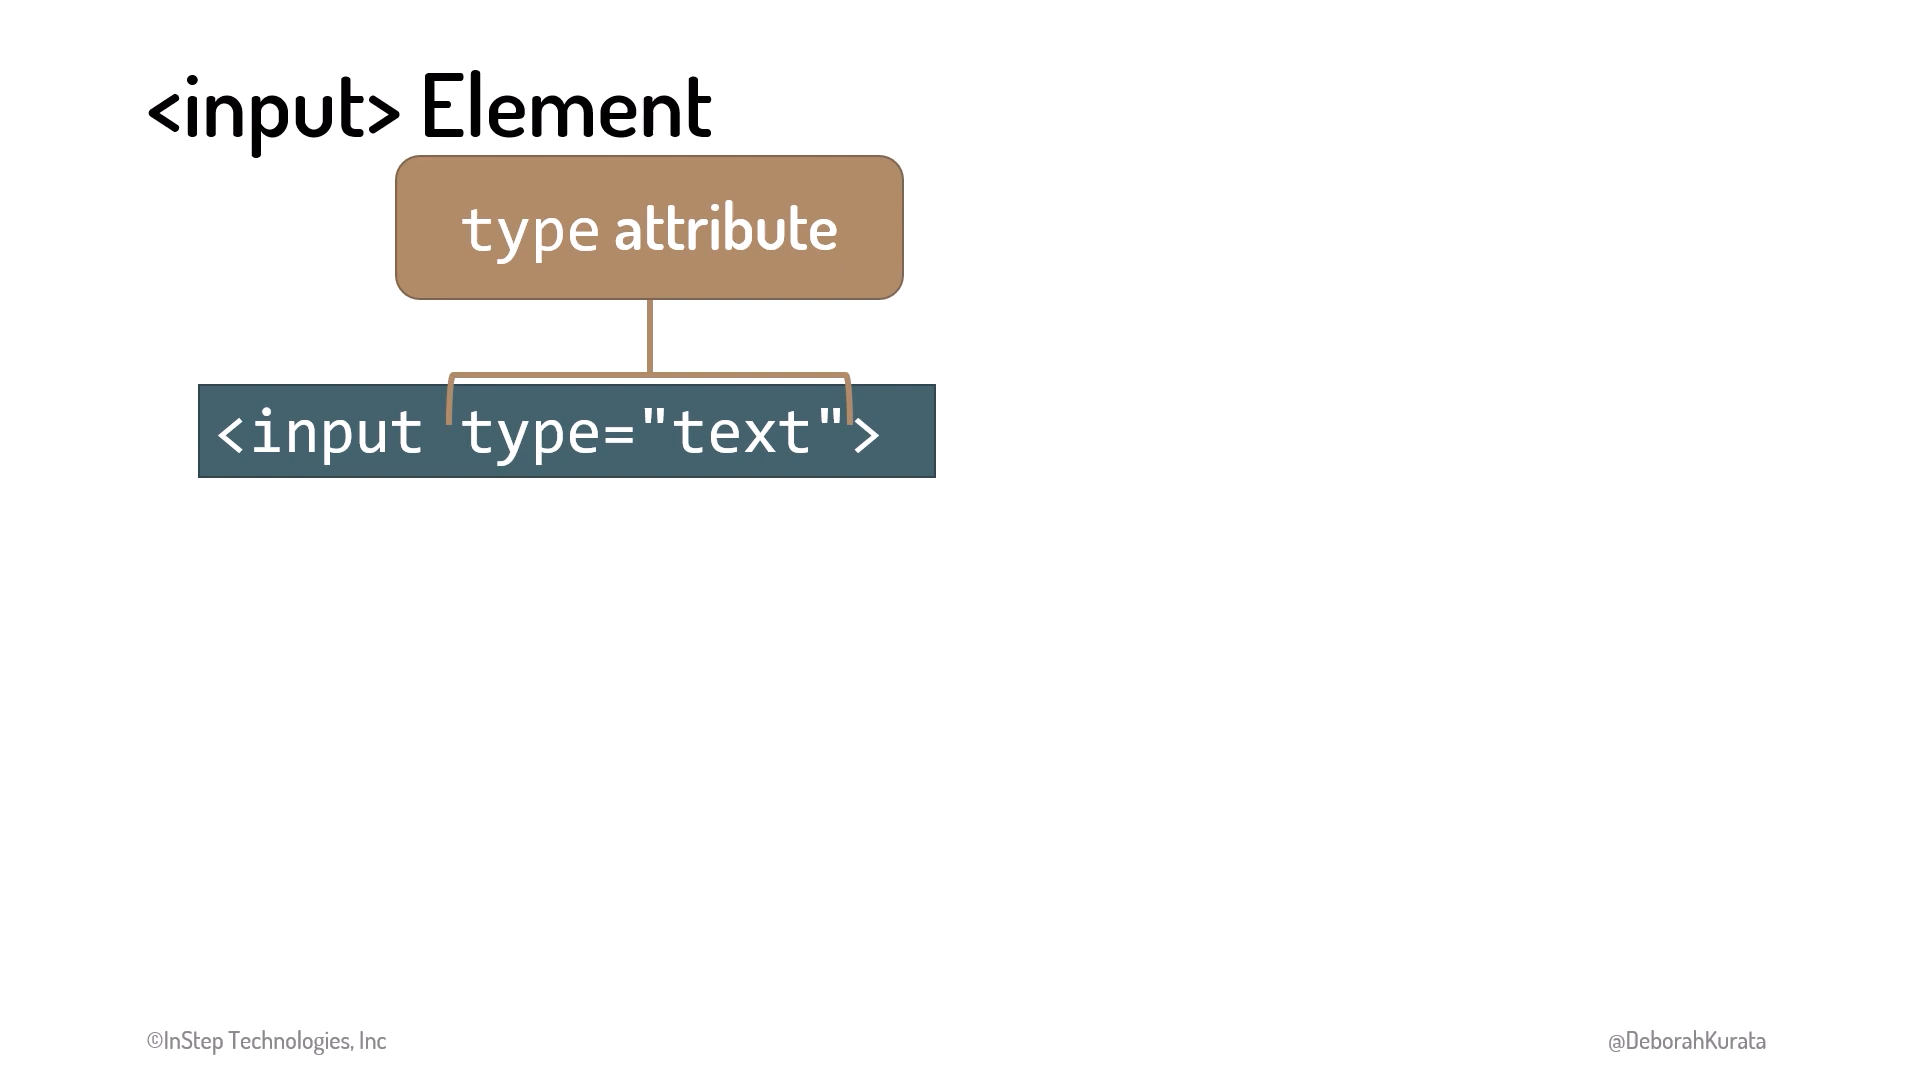 <input> Element
type attribute
<input type="text">
©InStep Technologies, Inc
@DeborahKurata